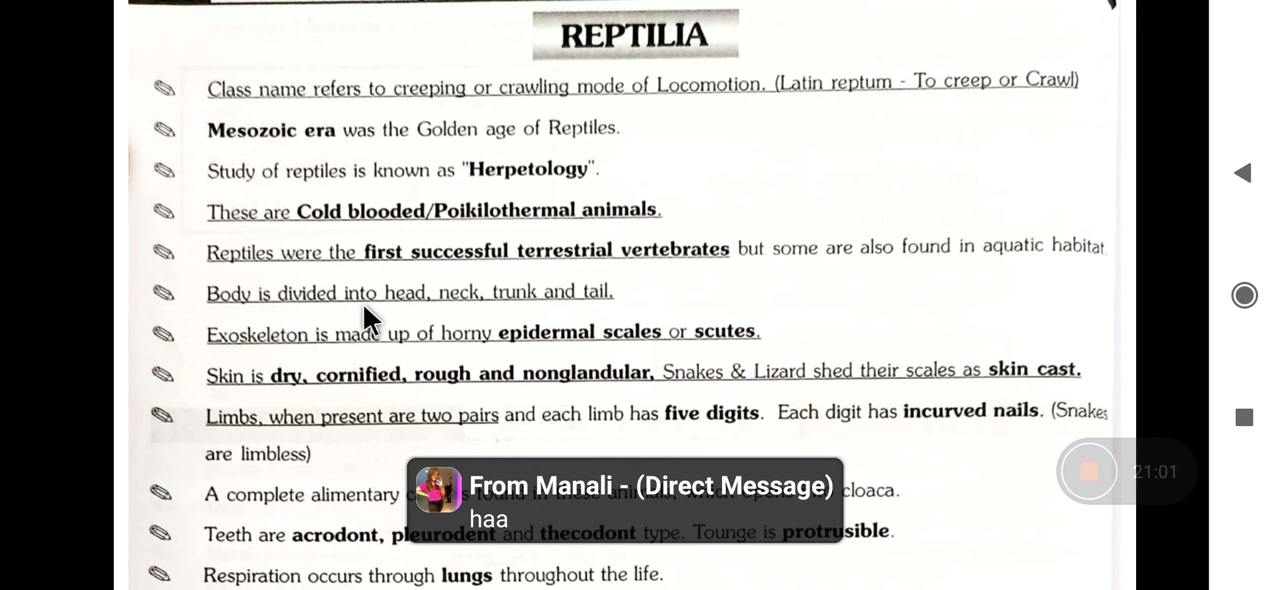 REPTILIA
Class name refers to creeping or crawling mode of Locomotion. (Latin reptum - To creep or Crawl)
Mesozoic era was the Golden age of Reptiles.
Study of reptiles is known as "Herpetology".
These are Cold blooded/Poikilothermal animals.
Reptiles were the first successful terrestrial vertebrates but some are also found in aquatic habitat
Body is divided into head, neck, trunk and tail.
Exoskeleton is made up of horny epidermal scales or scutes.
Skin is dry, cornified, rough and nonglandular, Snakes & Lizard shed their scales as skin cast.
Limbs, when present are two pairs and each limb has five digits. Each digit has incurved nails. (Snakes
are limbless)
A complete alimentary cloaca.
From Manali - (Direct Message)
haa
Teeth are acrodont, pleurodent and thecodont type. Tounge is protrusible.
Respiration occurs through lungs throughout the life.
21:01